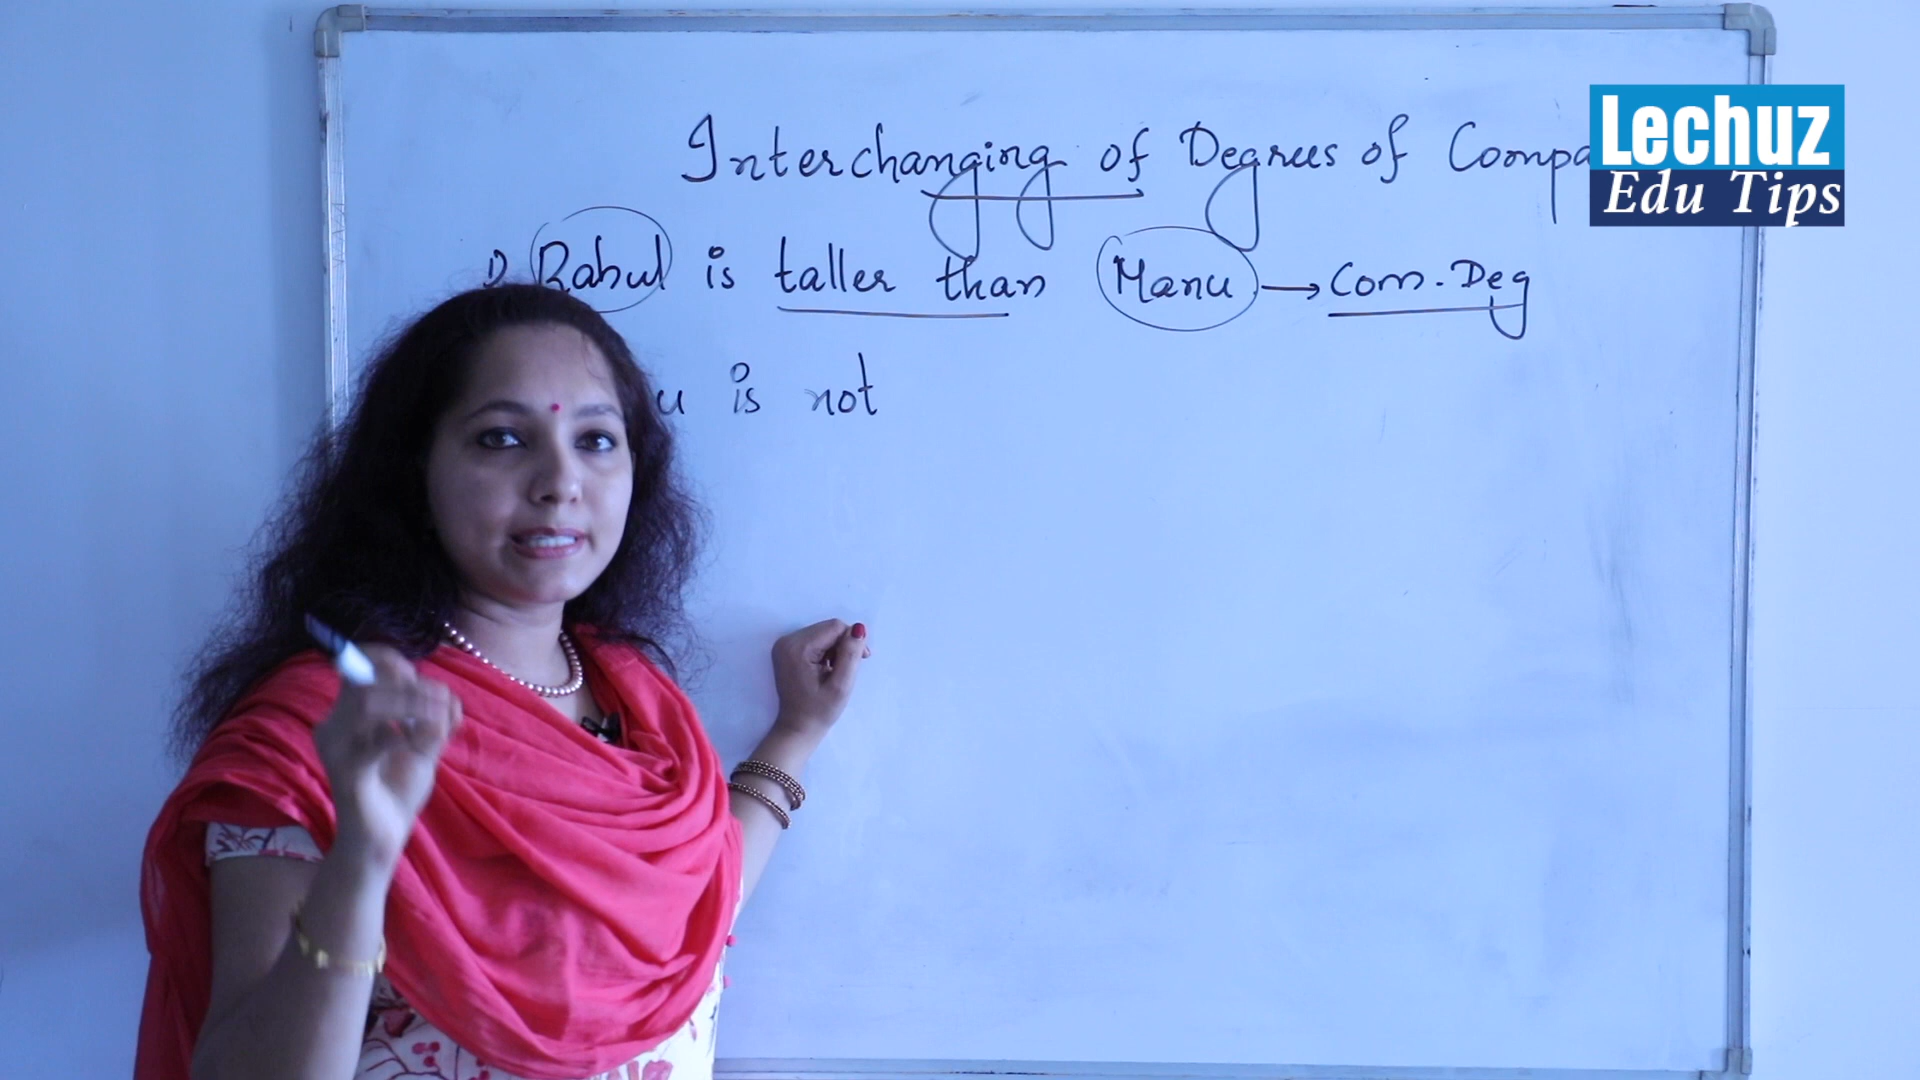 Interchanging of Degrees of Compa
Lechuz
Edu Tips
1) Rahul is taller than Manu → Com. Deg
u is not